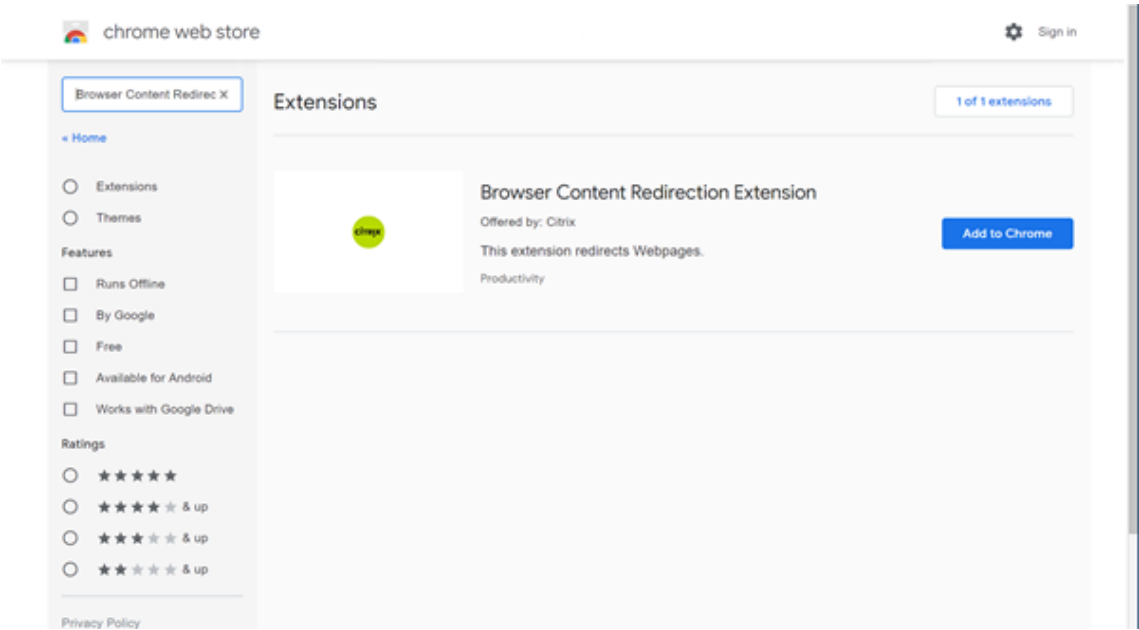 chrome web store
Sign in
Browser Content Redirec X
Extensions
1 of 1 extensions
« Home
Extensions
Themes
Features
Runs Offline
By Google
Free
Available for Android
Works with Google Drive
Ratings
& up
& up
& up
Privacy Policy
citrix
Browser Content Redirection Extension
Offered by: Citrix
This extension redirects Webpages.
Productivity
Add to Chrome